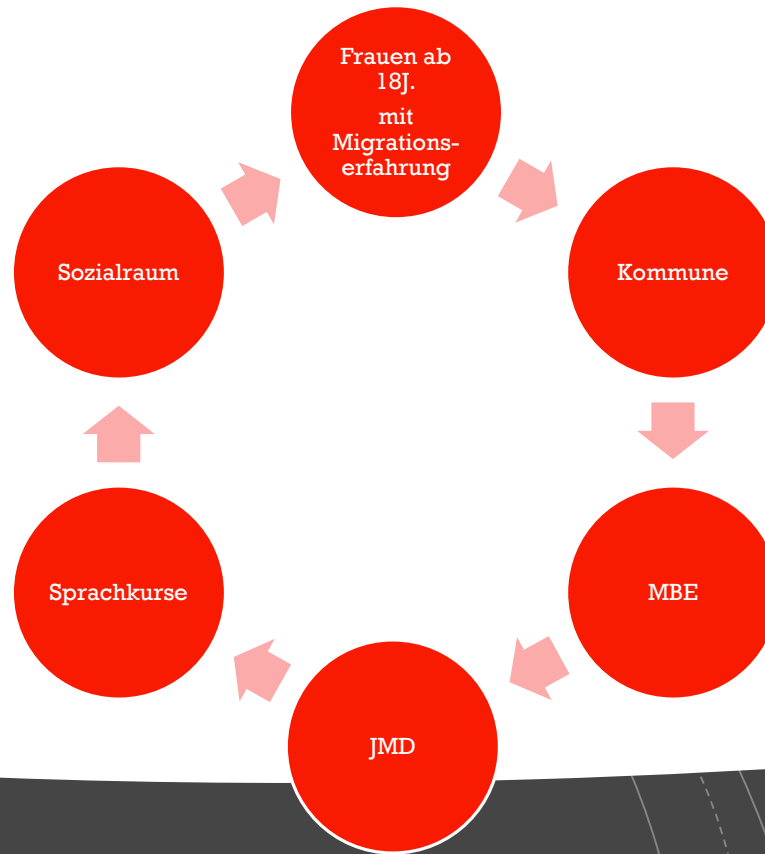 Frauen ab
18J.
mit
Migrations-
erfahrung
Kommune
MBE
JMD
Sprachkurse
Sozialraum